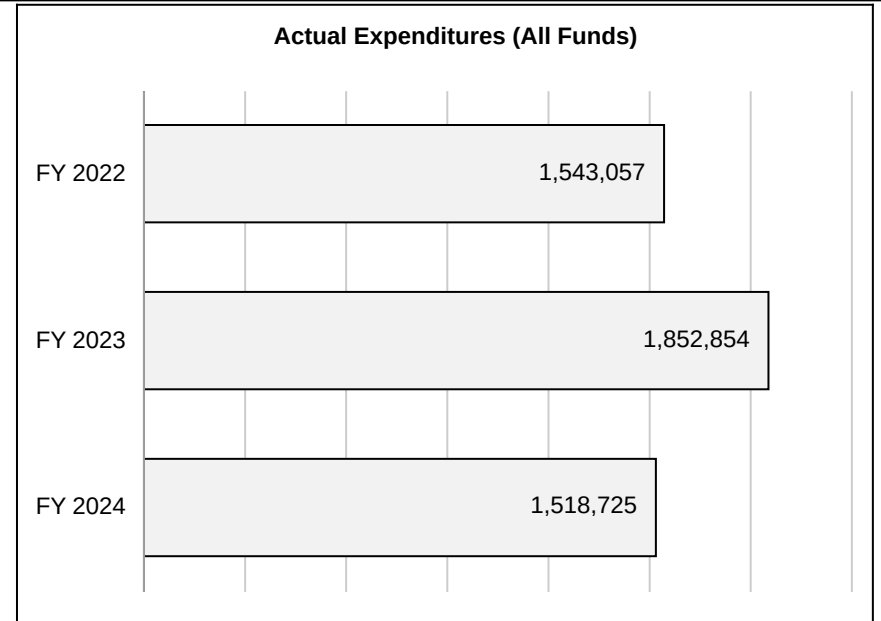 Actual Expenditures (All Funds)
FY 2022 1,543,057
FY 2023 1,852,854
FY 2024 1,518,725